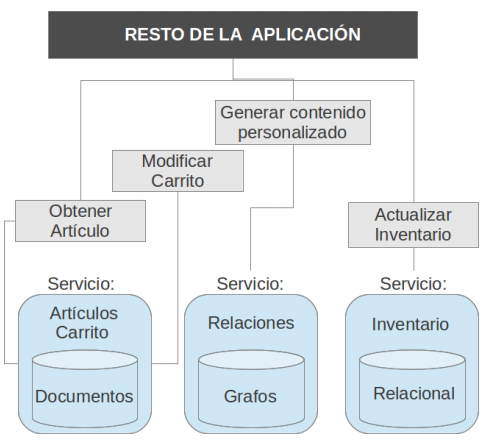 RESTO DE LA APLICACIÓN
Generar contenido
personalizado
Modificar
Carrito
Obtener
Artículo
Actualizar
Inventario
Servicio:
Artículos
Carrito
Documentos
Servicio:
Relaciones
Grafos
Servicio:
Inventario
Relacional